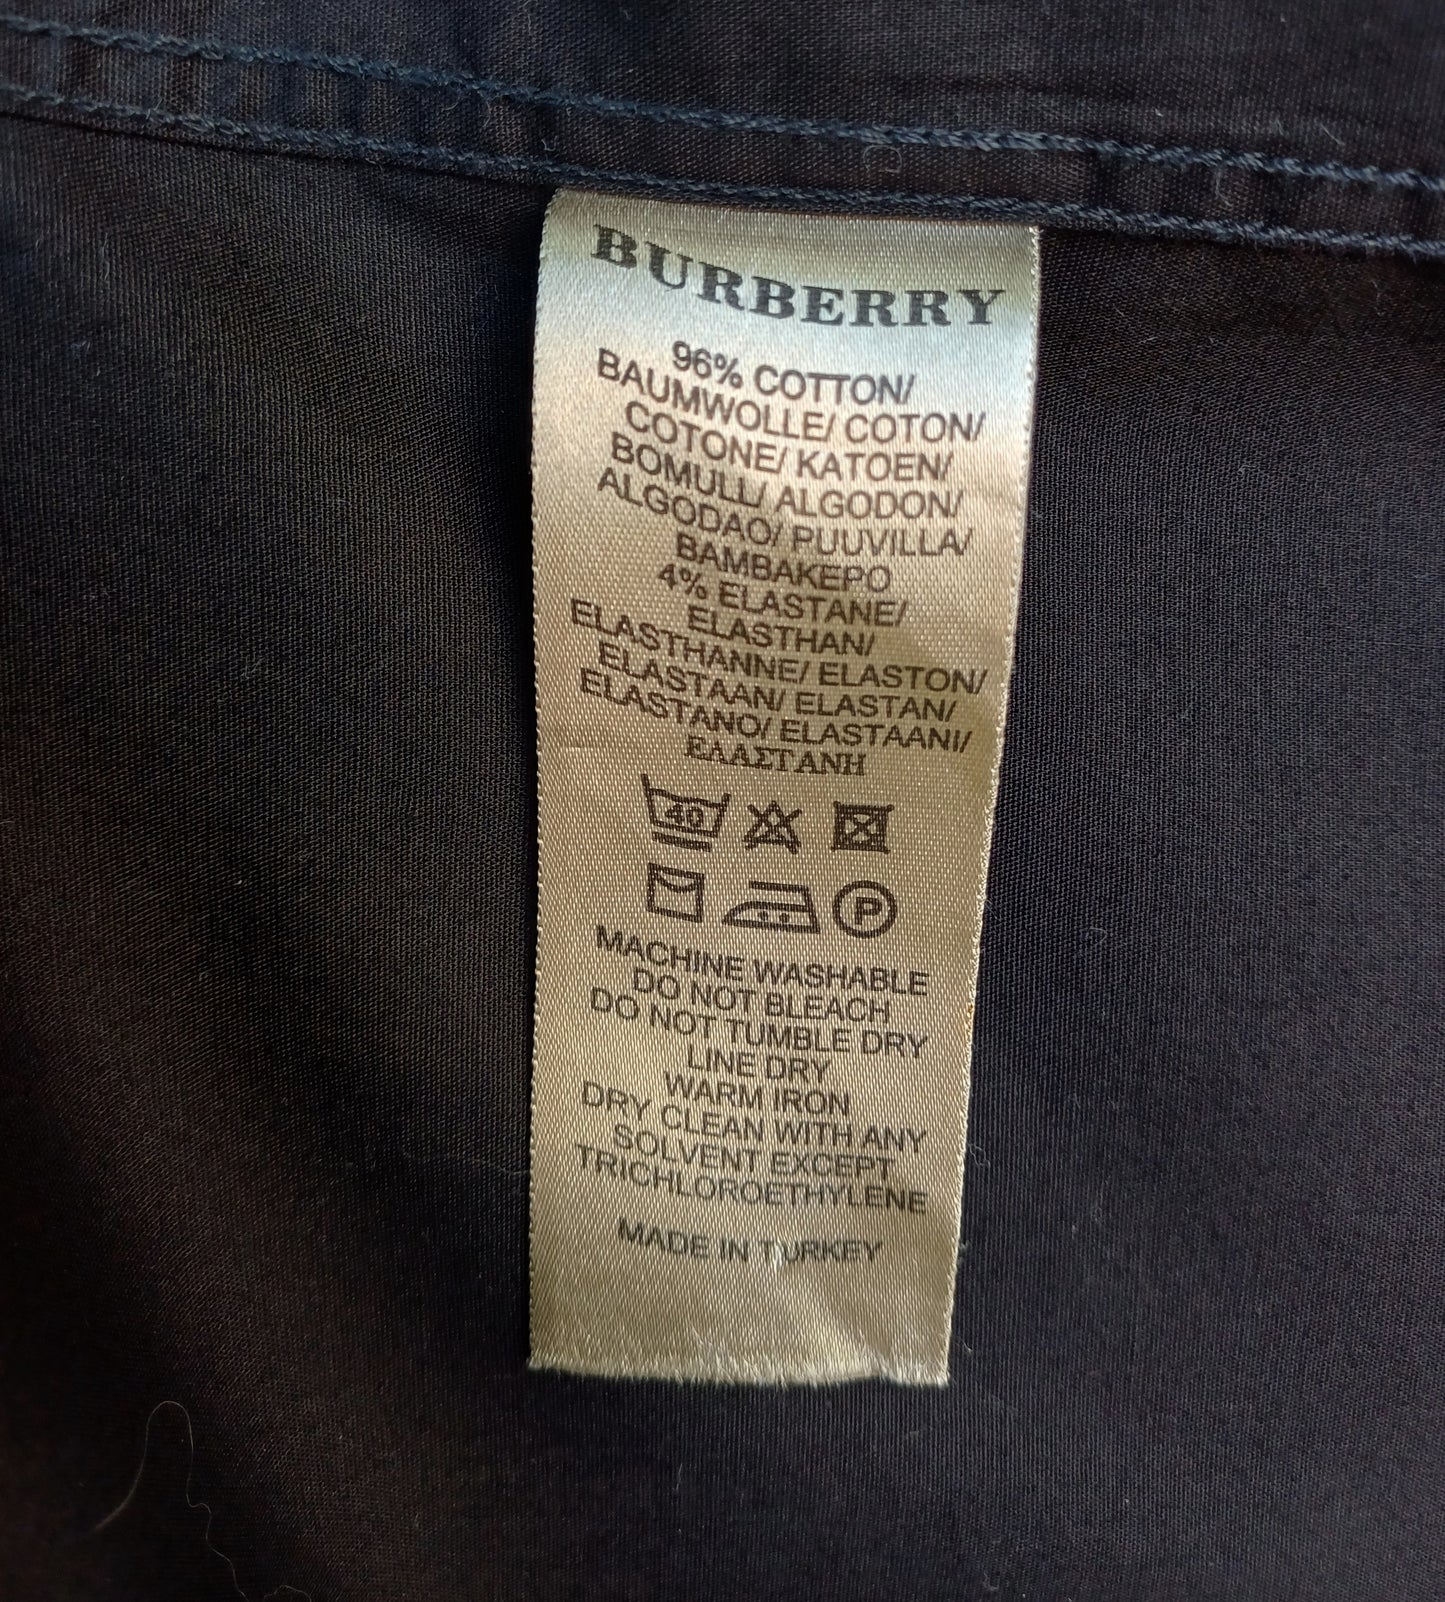 BURBERRY
96% COTTON/
BAUMWOLLE/ COTON/
COTONE/ KATOEN/
BOMULL/ ALGODON/
ALGODAO/ PUUVILLA/
BAMBAKEPO
4% ELASTANE/
ELASTHAN/
ELASTHANNE/ ELASTON/
ELASTAAN/ ELASTAN/
ELASTANO/ ELASTAANI/
ΕΛΑΣΤΑΝΗ
40
P
MACHINE WASHABLE
DO NOT BLEACH
DO NOT TUMBLE DRY
LINE DRY
WARM IRON
DRY CLEAN WITH ANY
SOLVENT EXCEPT
TRICHLOROETHYLENE
MADE IN TURKEY